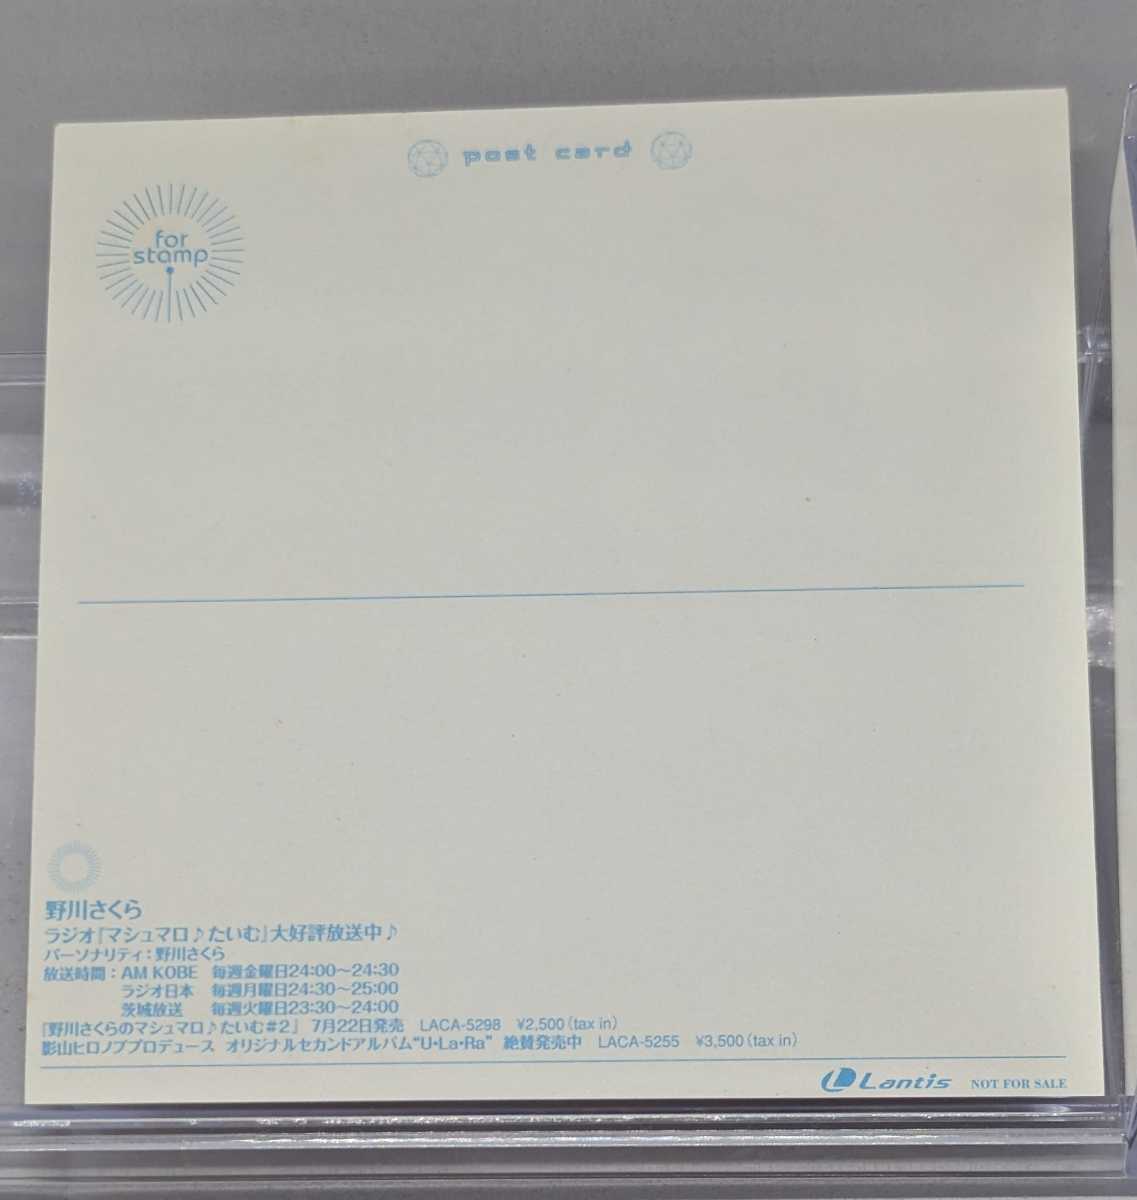 post card
for
stamp
野川さくら
ラジオ『マシュマロ♪たいむ』大好評放送中♪
パーソナリティ：野川さくら
放送時間：AM KOBE 毎週金曜日24:00〜24:30
ラジオ日本 毎週月曜日24:30〜25:00
茨城放送 毎週火曜日23:30〜24:00
『野川さくらのマシュマロ♪たいむ#2』 7月22日発売 LACA-5298 ¥2,500(tax in)
影山ヒロノブプロデュース オリジナルセカンドアルバム“U・La・Ra” 絶賛発売中 LACA-5255 ¥3,500(tax in)
Lantis NOT FOR SALE